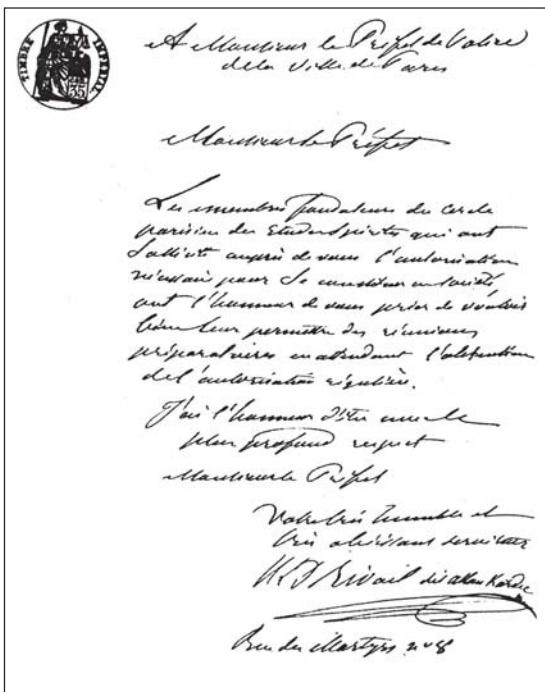 TIMBRE IMPERIAL
35
A Monsieur le Préfet de Police
de la Ville de Paris
Monsieur le Préfet
Les membres fondateurs du Cercle
parisien des Etudes Spirites qui ont
sollicité auprès de vous l'autorisation
nécessaire pour se constituer en société,
ont l'honneur de vous prier de vouloir
bien leur permettre des réunions
préparatoires en attendant l'obtention
de l'autorisation régulière.
J'ai l'honneur d'être avec le
plus profond respect
Monsieur le Préfet
Votre très humble et
très obéissant serviteur
H L D Rivail dit Allan Kardec
Rue des Martyrs n° 8